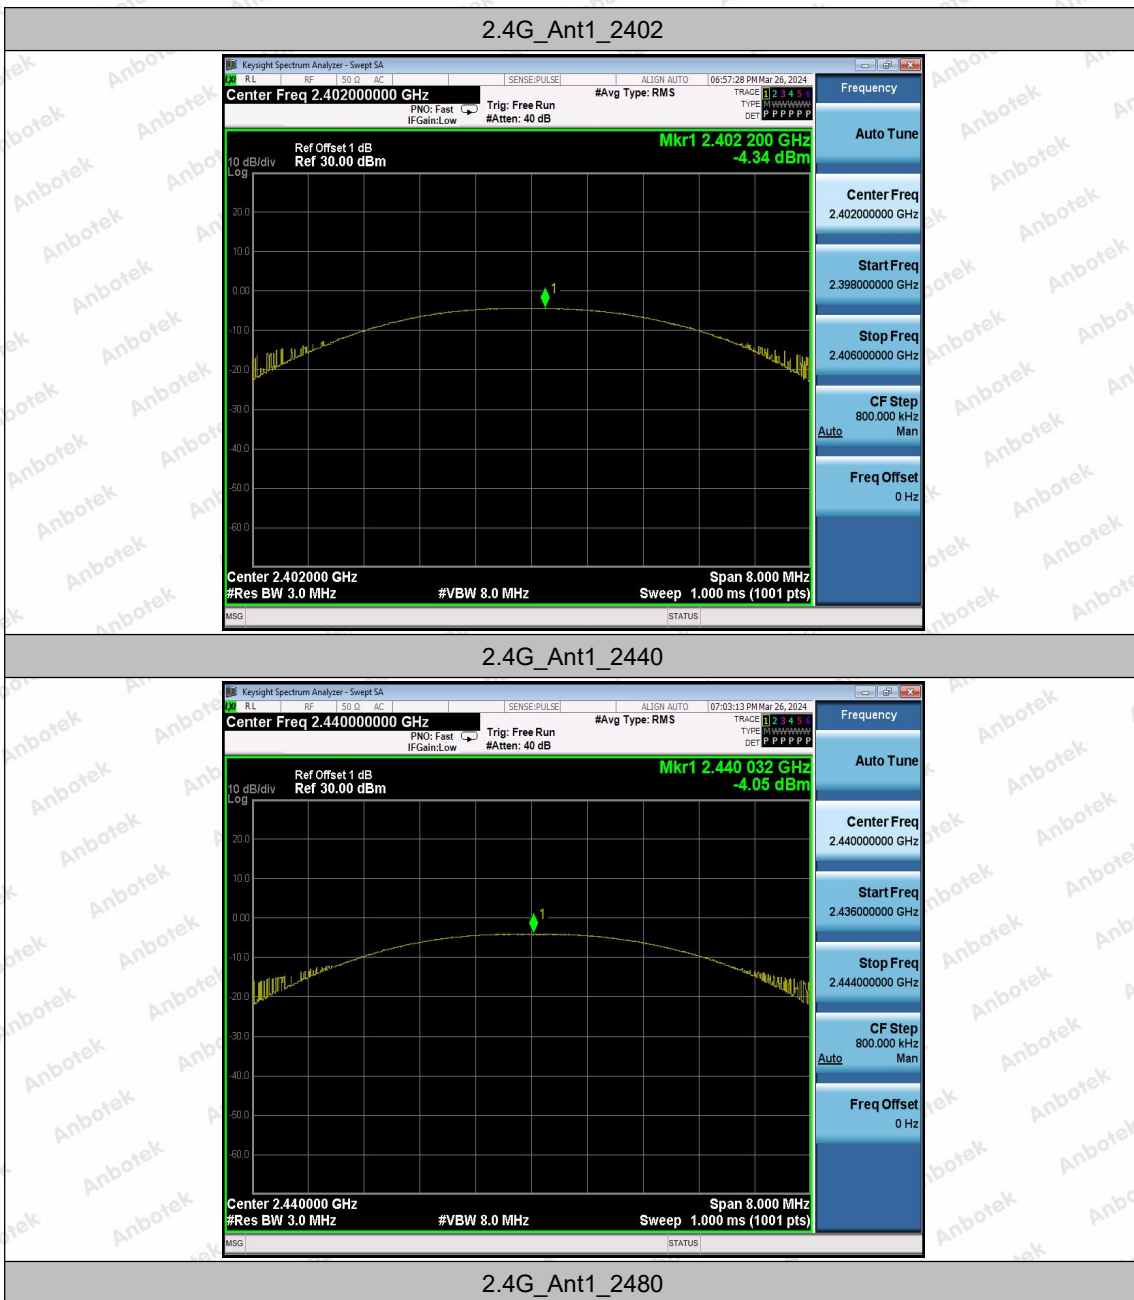 2.4G_Ant1_2402
Keysight Spectrum Analyzer - Swept SA
LXI RL RF 50 Ω AC SENSE:PULSE ALIGN AUTO 06:57:28 PM Mar 26, 2024
Center Freq 2.402000000 GHz
PNO: Fast
IFGain:Low
Trig: Free Run
#Atten: 40 dB
#Avg Type: RMS
TRACE 1 2 3 4 5 6
TYPE M WWWWW
DET P P P P P P
Mkr1 2.402 200 GHz
-4.34 dBm
Ref Offset 1 dB
10 dB/div Ref 30.00 dBm
Log
20.0
10.0
0.00
-10.0
-20.0
-30.0
-40.0
-50.0
-60.0
1
Center 2.402000 GHz Span 8.000 MHz
#Res BW 3.0 MHz #VBW 8.0 MHz Sweep 1.000 ms (1001 pts)
MSG STATUS
Frequency
Auto Tune
Center Freq
2.402000000 GHz
Start Freq
2.398000000 GHz
Stop Freq
2.406000000 GHz
CF Step
800.000 kHz
Auto Man
Freq Offset
0 Hz
2.4G_Ant1_2440
Keysight Spectrum Analyzer - Swept SA
LXI RL RF 50 Ω AC SENSE:PULSE ALIGN AUTO 07:03:13 PM Mar 26, 2024
Center Freq 2.440000000 GHz
PNO: Fast
IFGain:Low
Trig: Free Run
#Atten: 40 dB
#Avg Type: RMS
TRACE 1 2 3 4 5 6
TYPE M WWWWW
DET P P P P P P
Mkr1 2.440 032 GHz
-4.05 dBm
Ref Offset 1 dB
10 dB/div Ref 30.00 dBm
Log
20.0
10.0
0.00
-10.0
-20.0
-30.0
-40.0
-50.0
-60.0
1
Center 2.440000 GHz Span 8.000 MHz
#Res BW 3.0 MHz #VBW 8.0 MHz Sweep 1.000 ms (1001 pts)
MSG STATUS
Frequency
Auto Tune
Center Freq
2.440000000 GHz
Start Freq
2.436000000 GHz
Stop Freq
2.444000000 GHz
CF Step
800.000 kHz
Auto Man
Freq Offset
0 Hz
2.4G_Ant1_2480
Anbotek